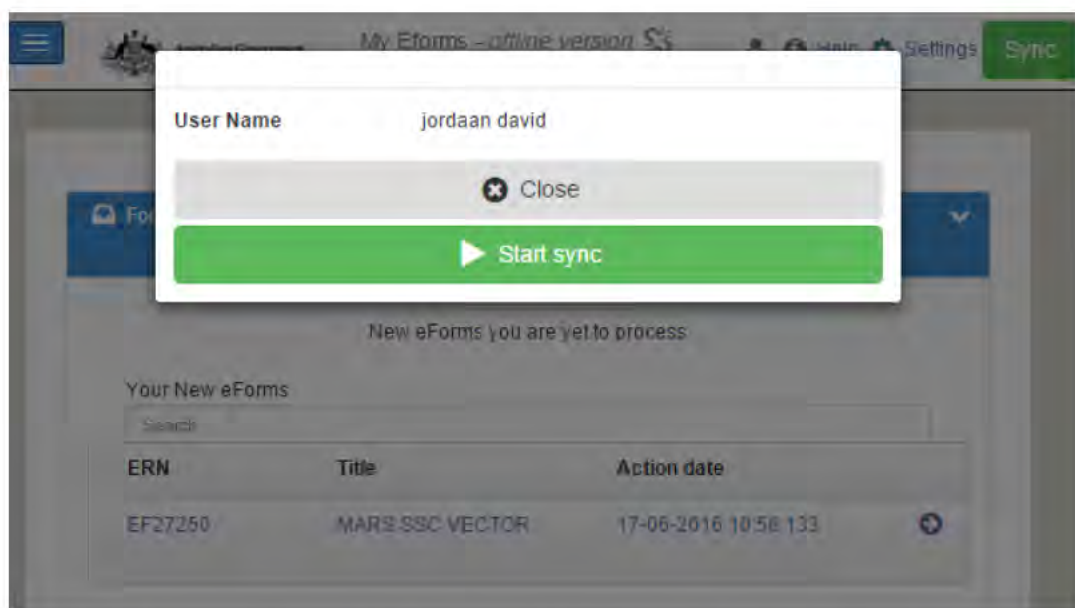 My Eforms - offline version
Help Settings Sync
User Name jordaan david
Close
Start sync
New eForms you are yet to process
Your New eForms
Search
ERN Title Action date
EF27250 MARS SSC VECTOR 17-06-2016 10:58:133